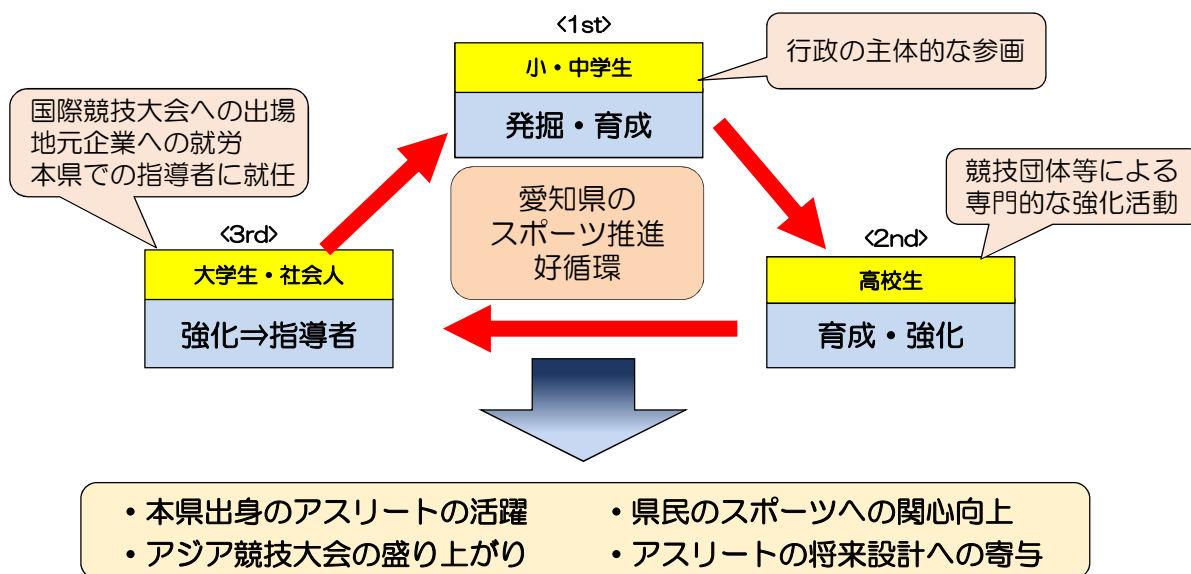 <1st>
小・中学生
発掘・育成
行政の主体的な参画
国際競技大会への出場
地元企業への就労
本県での指導者に就任
愛知県の
スポーツ推進
好循環
競技団体等による
専門的な強化活動
<2nd>
高校生
育成・強化
<3rd>
大学生・社会人
強化⇒指導者
・本県出身のアスリートの活躍
・県民のスポーツへの関心向上
・アジア競技大会の盛り上がり
・アスリートの将来設計への寄与